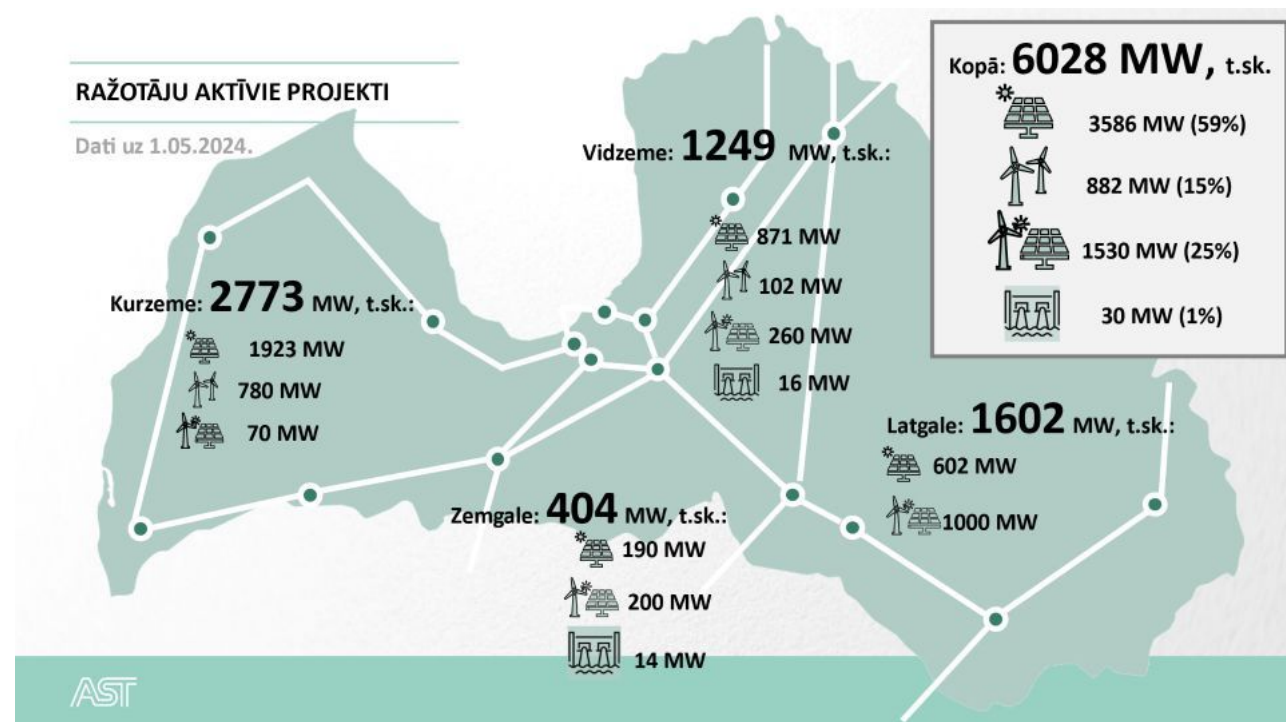 RAŽOTĀJU AKTĪVIE PROJEKTI
Dati uz 1.05.2024.
Kopā: 6028 MW, t.sk.
3586 MW (59%)
882 MW (15%)
1530 MW (25%)
30 MW (1%)
Vidzeme: 1249 MW, t.sk.:
871 MW
102 MW
260 MW
16 MW
Kurzeme: 2773 MW, t.sk.:
1923 MW
780 MW
70 MW
Latgale: 1602 MW, t.sk.:
602 MW
1000 MW
Zemgale: 404 MW, t.sk.:
190 MW
200 MW
14 MW
AST